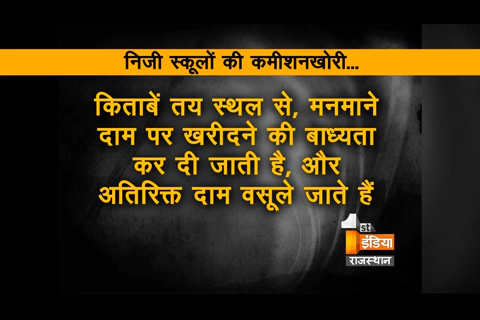 निजी स्कूलों की कमीशनखोरी...
किताबें तय स्थल से, मनमाने
दाम पर खरीदने की बाध्यता
कर दी जाती है, और
अतिरिक्त दाम वसूले जाते हैं
1st
इंडिया
राजस्थान